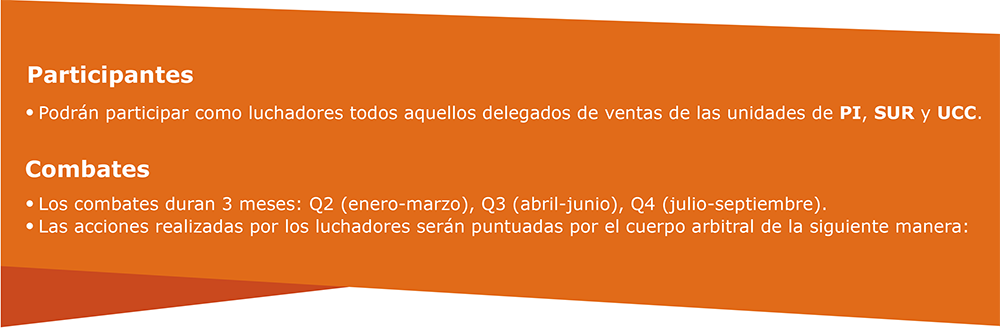 Participantes
• Podrán participar como luchadores todos aquellos delegados de ventas de las unidades de PI, SUR y UCC.
Combates
• Los combates duran 3 meses: Q2 (enero-marzo), Q3 (abril-junio), Q4 (julio-septiembre).
• Las acciones realizadas por los luchadores serán puntuadas por el cuerpo arbitral de la siguiente manera: